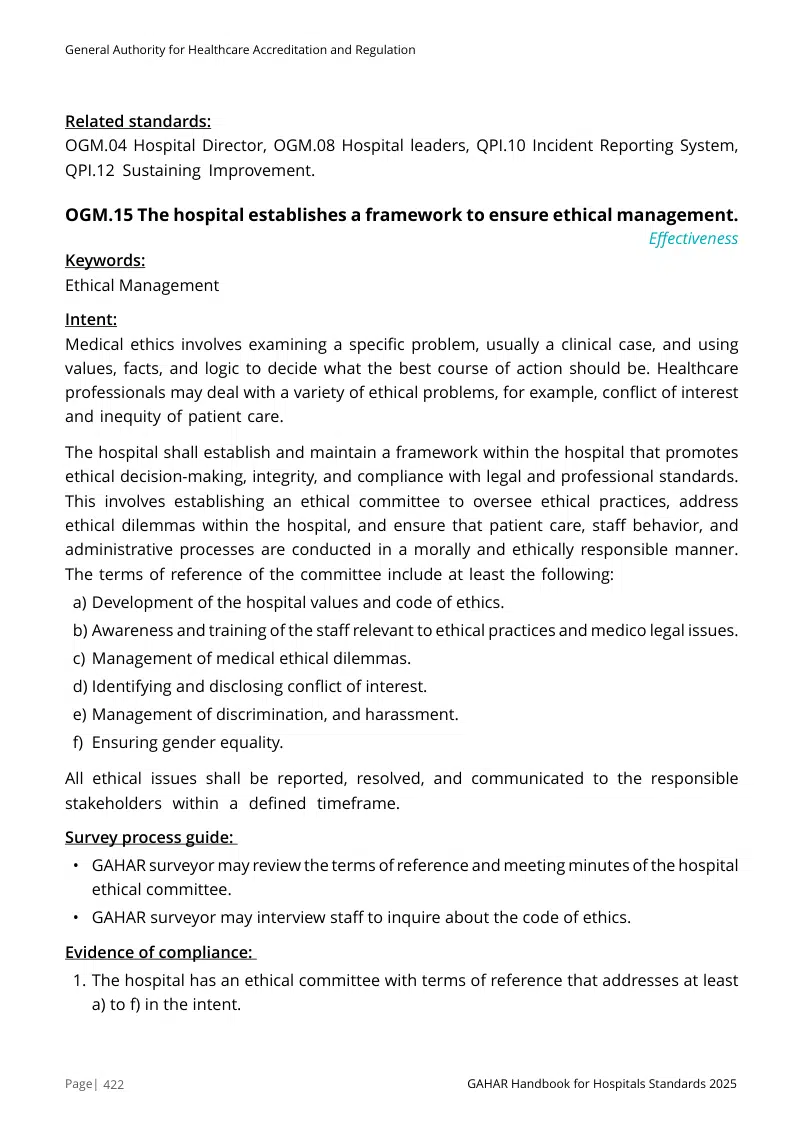 General Authority for Healthcare Accreditation and Regulation
Related standards:
OGM.04 Hospital Director, OGM.08 Hospital leaders, QPI.10 Incident Reporting System,
QPI.12 Sustaining Improvement.
OGM.15 The hospital establishes a framework to ensure ethical management.
Effectiveness
Keywords:
Ethical Management
Intent:
Medical ethics involves examining a specific problem, usually a clinical case, and using
values, facts, and logic to decide what the best course of action should be. Healthcare
professionals may deal with a variety of ethical problems, for example, conflict of interest
and inequity of patient care.
The hospital shall establish and maintain a framework within the hospital that promotes
ethical decision-making, integrity, and compliance with legal and professional standards.
This involves establishing an ethical committee to oversee ethical practices, address
ethical dilemmas within the hospital, and ensure that patient care, staff behavior, and
administrative processes are conducted in a morally and ethically responsible manner.
The terms of reference of the committee include at least the following:
a) Development of the hospital values and code of ethics.
b) Awareness and training of the staff relevant to ethical practices and medico legal issues.
c) Management of medical ethical dilemmas.
d) Identifying and disclosing conflict of interest.
e) Management of discrimination, and harassment.
f) Ensuring gender equality.
All ethical issues shall be reported, resolved, and communicated to the responsible
stakeholders within a defined timeframe.
Survey process guide:
• GAHAR surveyor may review the terms of reference and meeting minutes of the hospital
ethical committee.
• GAHAR surveyor may interview staff to inquire about the code of ethics.
Evidence of compliance:
1. The hospital has an ethical committee with terms of reference that addresses at least
a) to f) in the intent.
Page| 422
GAHAR Handbook for Hospitals Standards 2025